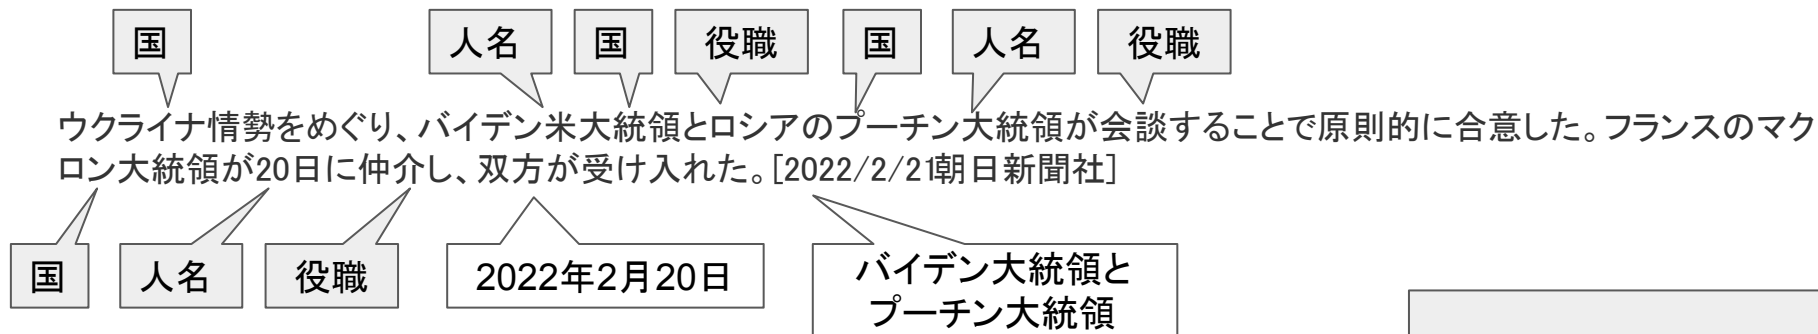 国 人名 国 役職 国 人名 役職
ウクライナ情勢をめぐり、バイデン米大統領とロシアのプーチン大統領が会談することで原則的に合意した。フランスのマク
ロン大統領が20日に仲介し、双方が受け入れた。[2022/2/21朝日新聞社]
国 人名 役職 2022年2月20日
バイデン大統領と
プーチン大統領